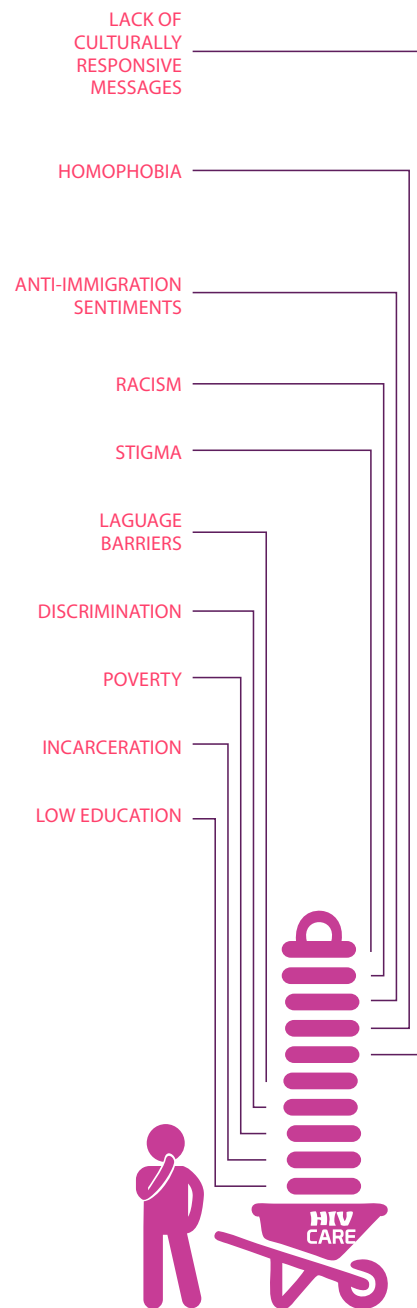 LACK OF
CULTURALLY
RESPONSIVE
MESSAGES
HOMOPHOBIA
ANTI-IMMIGRATION
SENTIMENTS
RACISM
STIGMA
LAGUAGE
BARRIERS
DISCRIMINATION
POVERTY
INCARCERATION
LOW EDUCATION
HIV
CARE